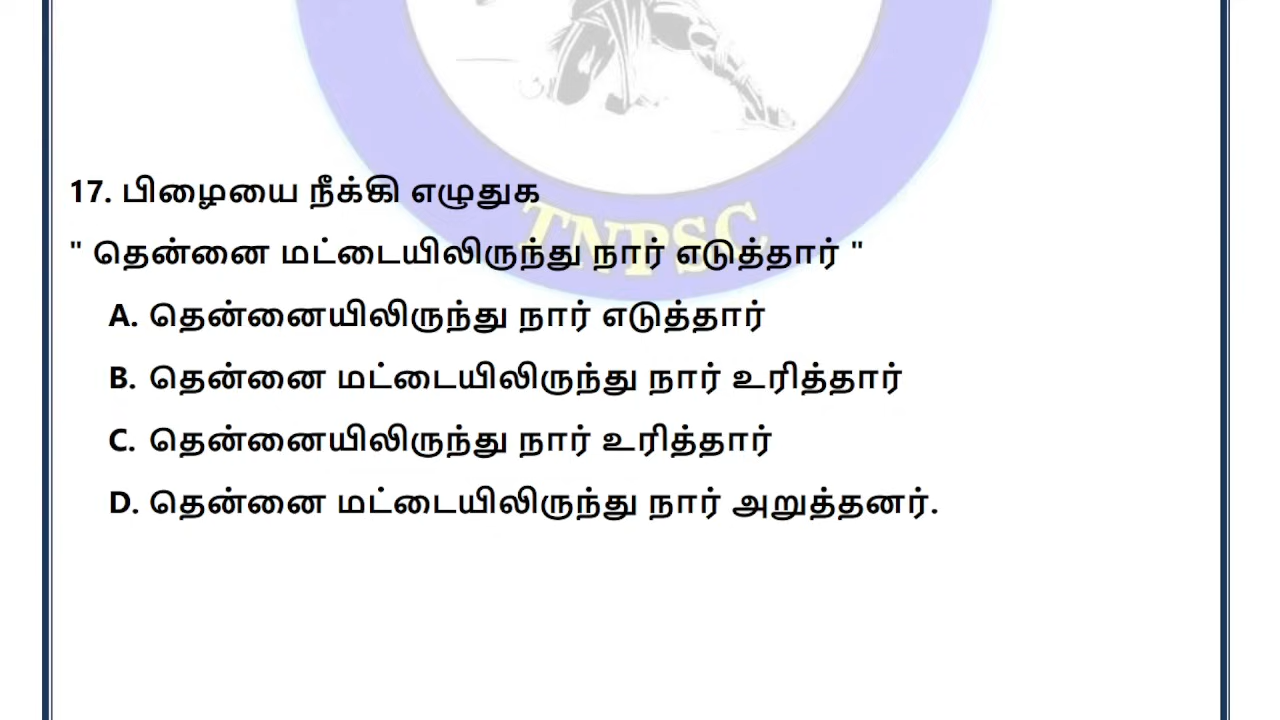 TNPSC
17. பிழையை நீக்கி எழுதுக
" தென்னை மட்டையிலிருந்து நார் எடுத்தார் "
A. தென்னையிலிருந்து நார் எடுத்தார்
B. தென்னை மட்டையிலிருந்து நார் உரித்தார்
C. தென்னையிலிருந்து நார் உரித்தார்
D. தென்னை மட்டையிலிருந்து நார் அறுத்தனர்.